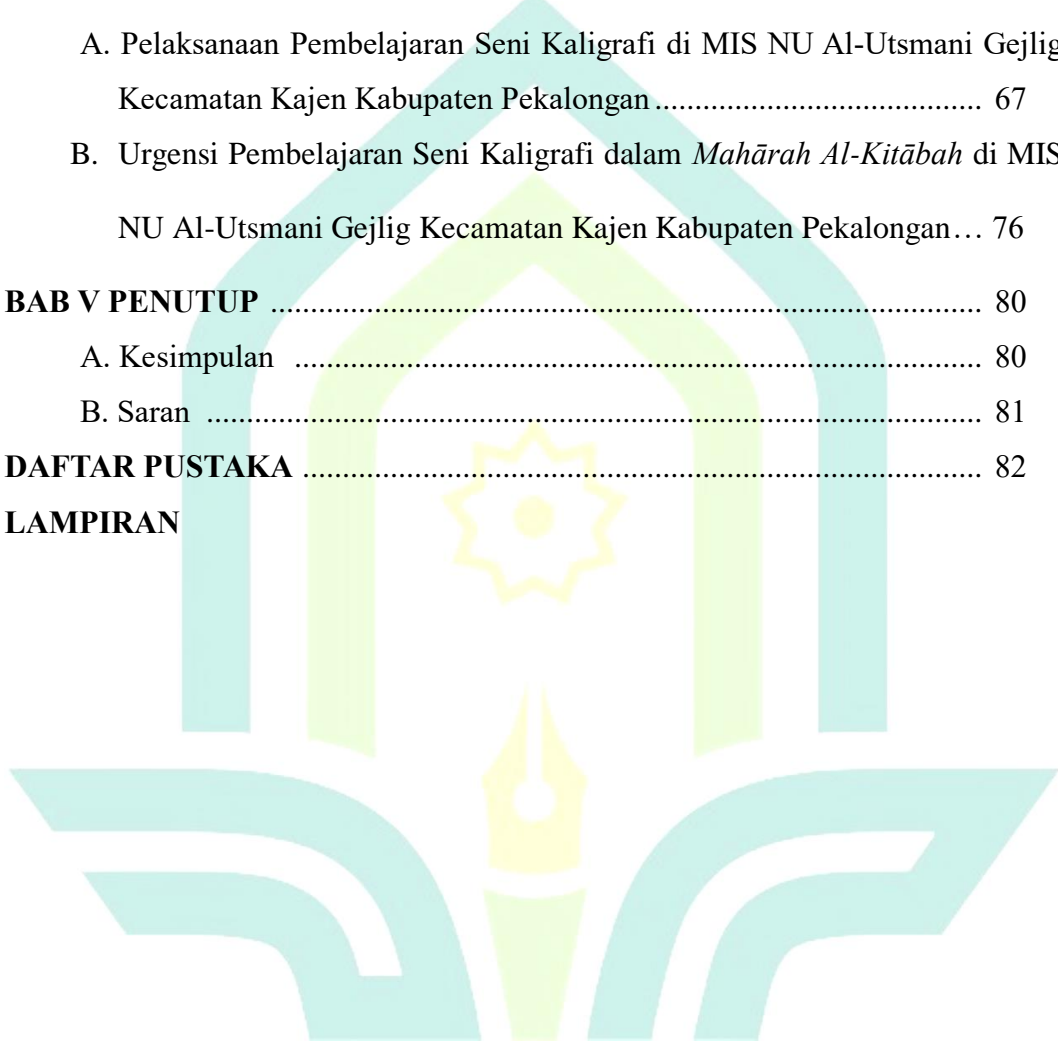 A. Pelaksanaan Pembelajaran Seni Kaligrafi di MIS NU Al-Utsmani Gejlig
Kecamatan Kajen Kabupaten Pekalongan ........................................ 67
B. Urgensi Pembelajaran Seni Kaligrafi dalam Mahārah Al-Kitābah di MIS
NU Al-Utsmani Gejlig Kecamatan Kajen Kabupaten Pekalongan… 76
BAB V PENUTUP ........................................................................................ 80
A. Kesimpulan ..................................................................................... 80
B. Saran ................................................................................................ 81
DAFTAR PUSTAKA .................................................................................... 82
LAMPIRAN